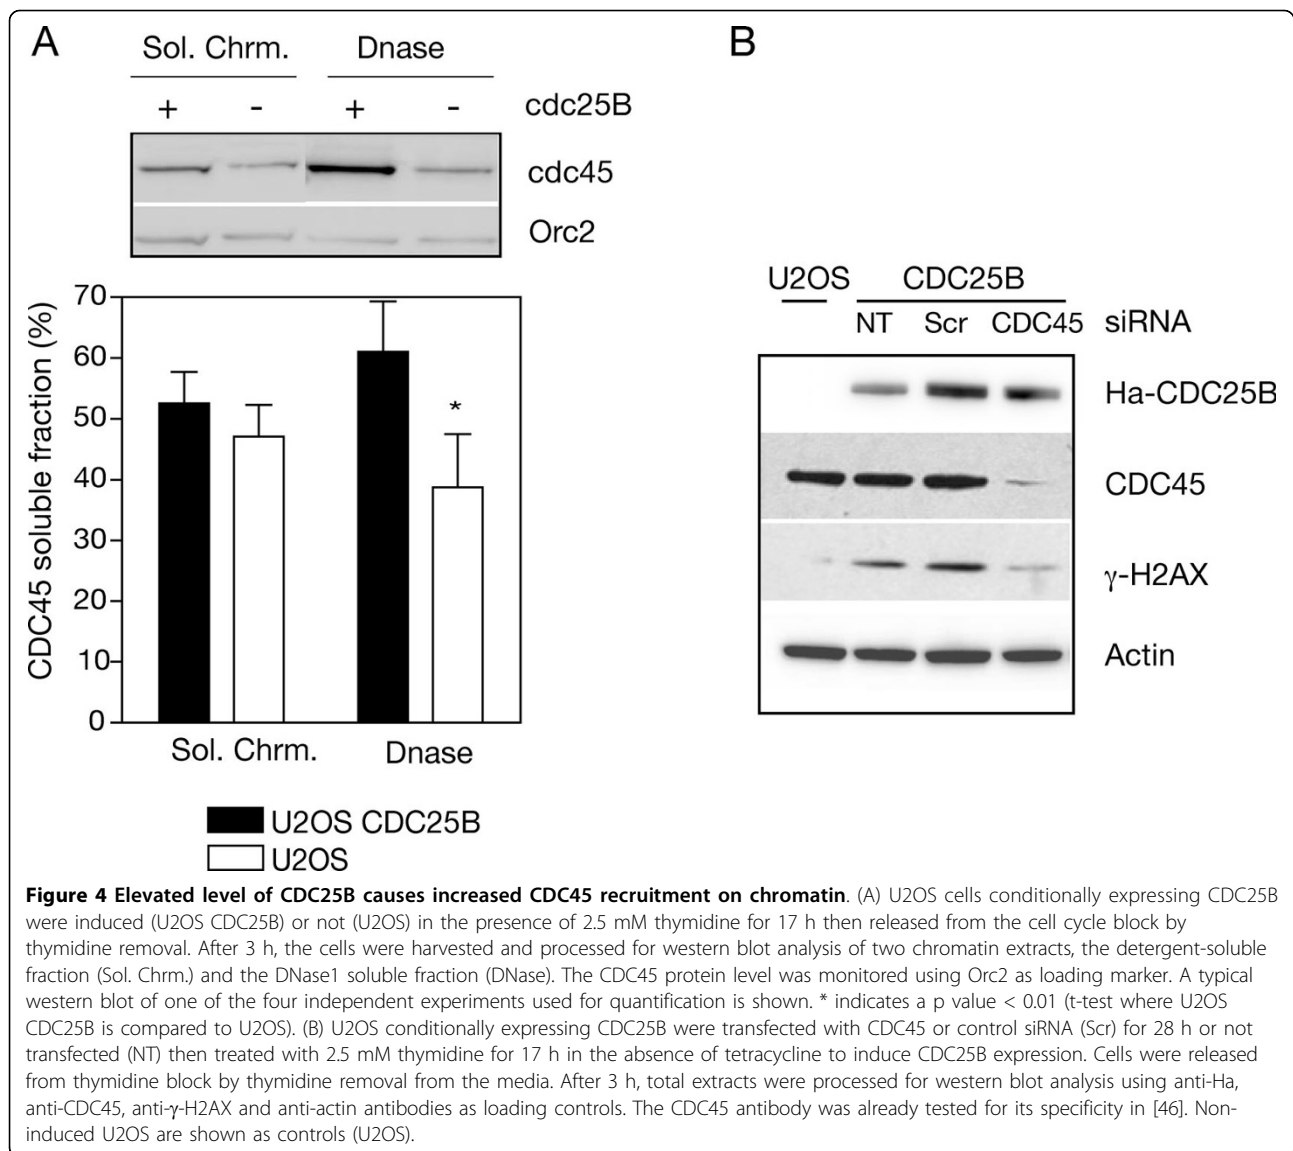 A
Sol. Chrm. Dnase
+ - + - cdc25B
cdc45
Orc2
CDC45 soluble fraction (%)
70
60
50
40
30
20
10
0
*
Sol. Chrm. Dnase
U2OS CDC25B
U2OS
B
U2OS CDC25B
NT Scr CDC45 siRNA
Ha-CDC25B
CDC45
γ-H2AX
Actin
Figure 4 Elevated level of CDC25B causes increased CDC45 recruitment on chromatin. (A) U2OS cells conditionally expressing CDC25B
were induced (U2OS CDC25B) or not (U2OS) in the presence of 2.5 mM thymidine for 17 h then released from the cell cycle block by
thymidine removal. After 3 h, the cells were harvested and processed for western blot analysis of two chromatin extracts, the detergent-soluble
fraction (Sol. Chrm.) and the DNase1 soluble fraction (DNase). The CDC45 protein level was monitored using Orc2 as loading marker. A typical
western blot of one of the four independent experiments used for quantification is shown. * indicates a p value < 0.01 (t-test where U2OS
CDC25B is compared to U2OS). (B) U2OS conditionally expressing CDC25B were transfected with CDC45 or control siRNA (Scr) for 28 h or not
transfected (NT) then treated with 2.5 mM thymidine for 17 h in the absence of tetracycline to induce CDC25B expression. Cells were released
from thymidine block by thymidine removal from the media. After 3 h, total extracts were processed for western blot analysis using anti-Ha,
anti-CDC45, anti-γ-H2AX and anti-actin antibodies as loading controls. The CDC45 antibody was already tested for its specificity in [46]. Non-
induced U2OS are shown as controls (U2OS).